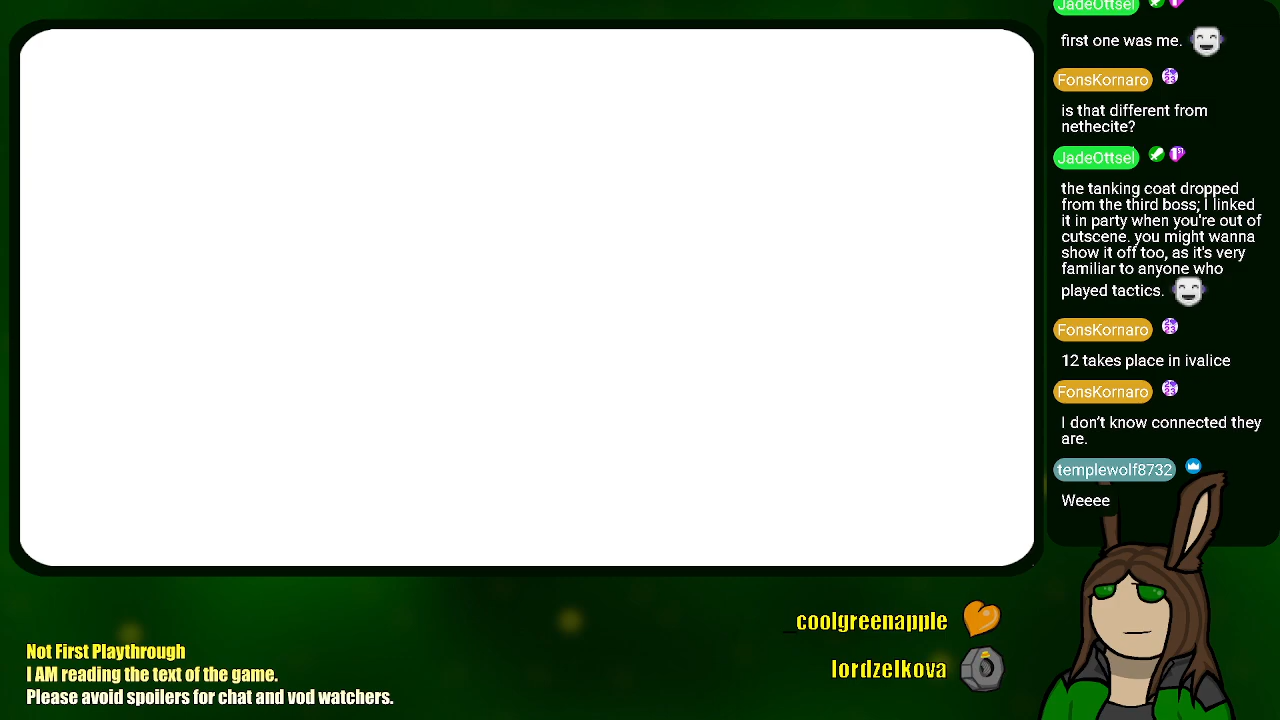 JadeOttsel
first one was me.
FonsKornaro
is that different from
nethecite?
JadeOttsel
the tanking coat dropped
from the third boss; I linked
it in party when you're out of
cutscene. you might wanna
show it off too, as it's very
familiar to anyone who
played tactics.
FonsKornaro
12 takes place in ivalice
FonsKornaro
I don't know connected they
are.
templewolf8732
Weeee
_coolgreenapple
lordzelkova
Not First Playthrough
I AM reading the text of the game.
Please avoid spoilers for chat and vod watchers.